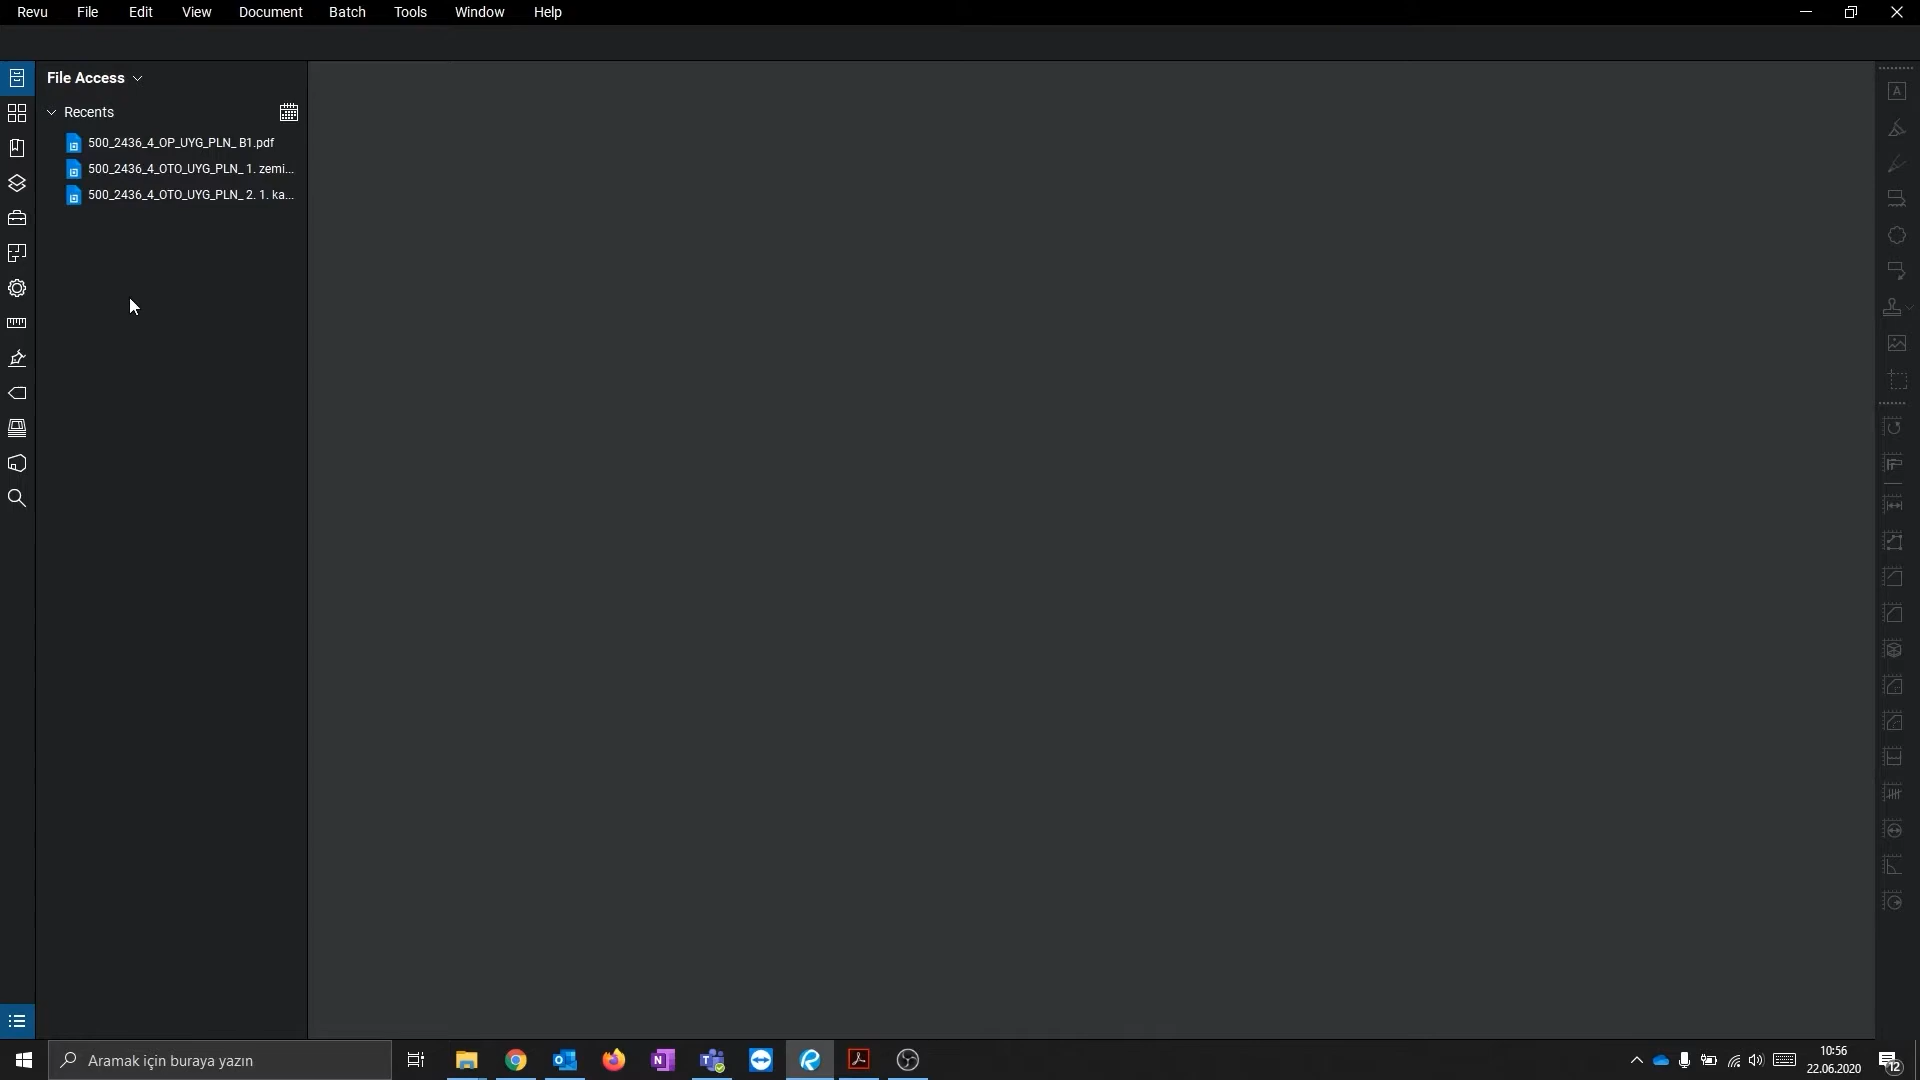 Revu File Edit View Document Batch Tools Window Help
File Access
Recents
500_2436_4_OP_UYG_PLN_ B1.pdf
500_2436_4_OTO_UYG_PLN_ 1. zemi...
500_2436_4_OTO_UYG_PLN_ 2. 1. ka...
Aramak için buraya yazın
10:56
22.06.2020
12